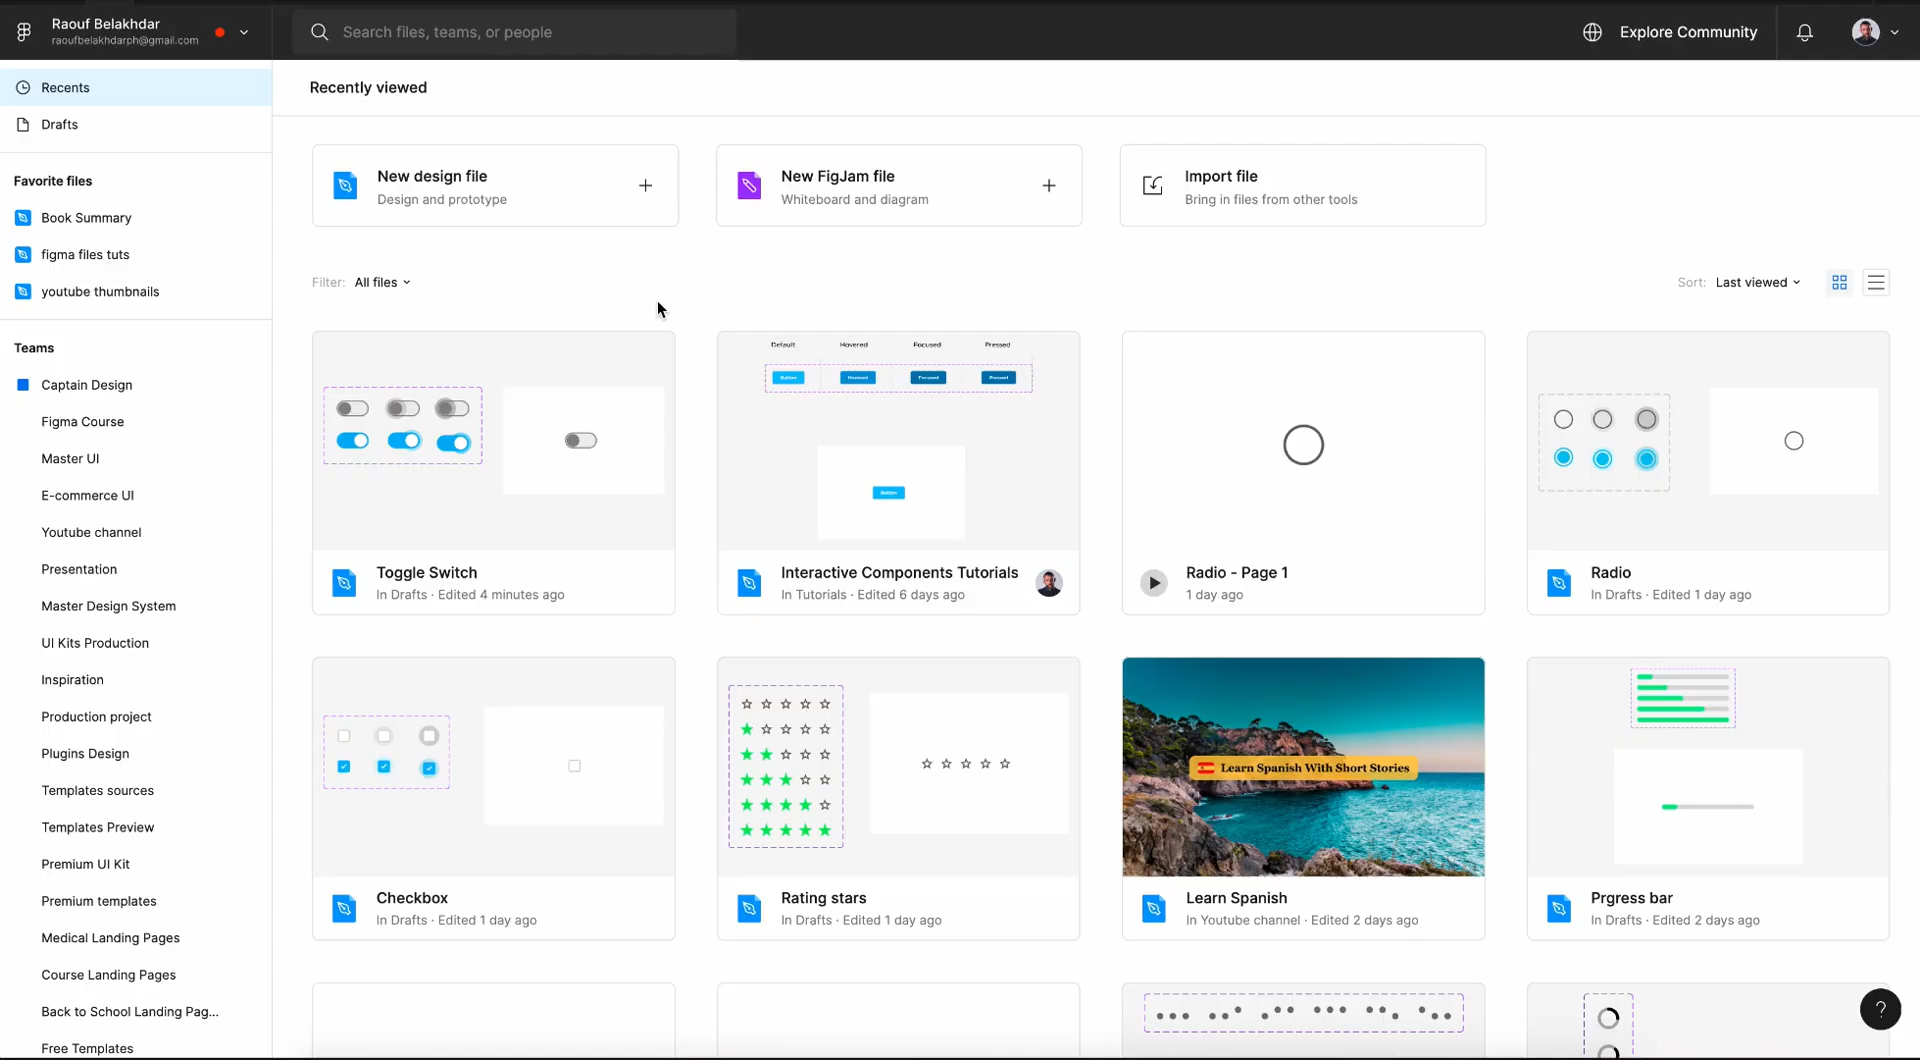 Raouf Belakhdar
raoufbelakhdarph@gmail.com
Search files, teams, or people
Explore Community
Recents
Drafts
Favorite files
Book Summary
figma files tuts
youtube thumbnails
Teams
Captain Design
Figma Course
Master UI
E-commerce UI
Youtube channel
Presentation
Master Design System
UI Kits Production
Inspiration
Production project
Plugins Design
Templates sources
Templates Preview
Premium UI Kit
Premium templates
Medical Landing Pages
Course Landing Pages
Back to School Landing Pag...
Free Templates
Recently viewed
New design file
Design and prototype
New FigJam file
Whiteboard and diagram
Import file
Bring in files from other tools
Filter: All files
Sort: Last viewed
Default Hovered Focused Pressed
Button Hovered Focused Pressed
Button
Toggle Switch
In Drafts · Edited 4 minutes ago
Interactive Components Tutorials
In Tutorials · Edited 6 days ago
Radio - Page 1
1 day ago
Radio
In Drafts · Edited 1 day ago
Learn Spanish With Short Stories
Checkbox
In Drafts · Edited 1 day ago
Rating stars
In Drafts · Edited 1 day ago
Learn Spanish
In Youtube channel · Edited 2 days ago
Prgress bar
In Drafts · Edited 2 days ago
?